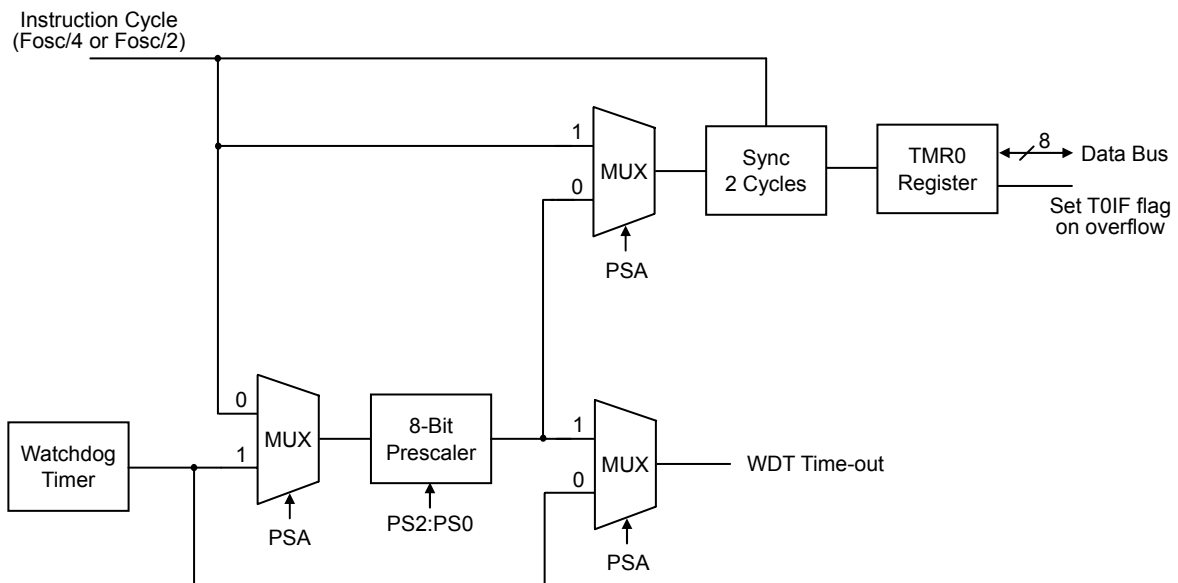 Instruction Cycle
(Fosc/4 or Fosc/2)
1
MUX
0
PSA
Sync
2 Cycles
TMR0
Register
8
Data Bus
Set T0IF flag
on overflow
Watchdog
Timer
0
MUX
1
PSA
8-Bit
Prescaler
PS2:PS0
1
MUX
0
PSA
WDT Time-out